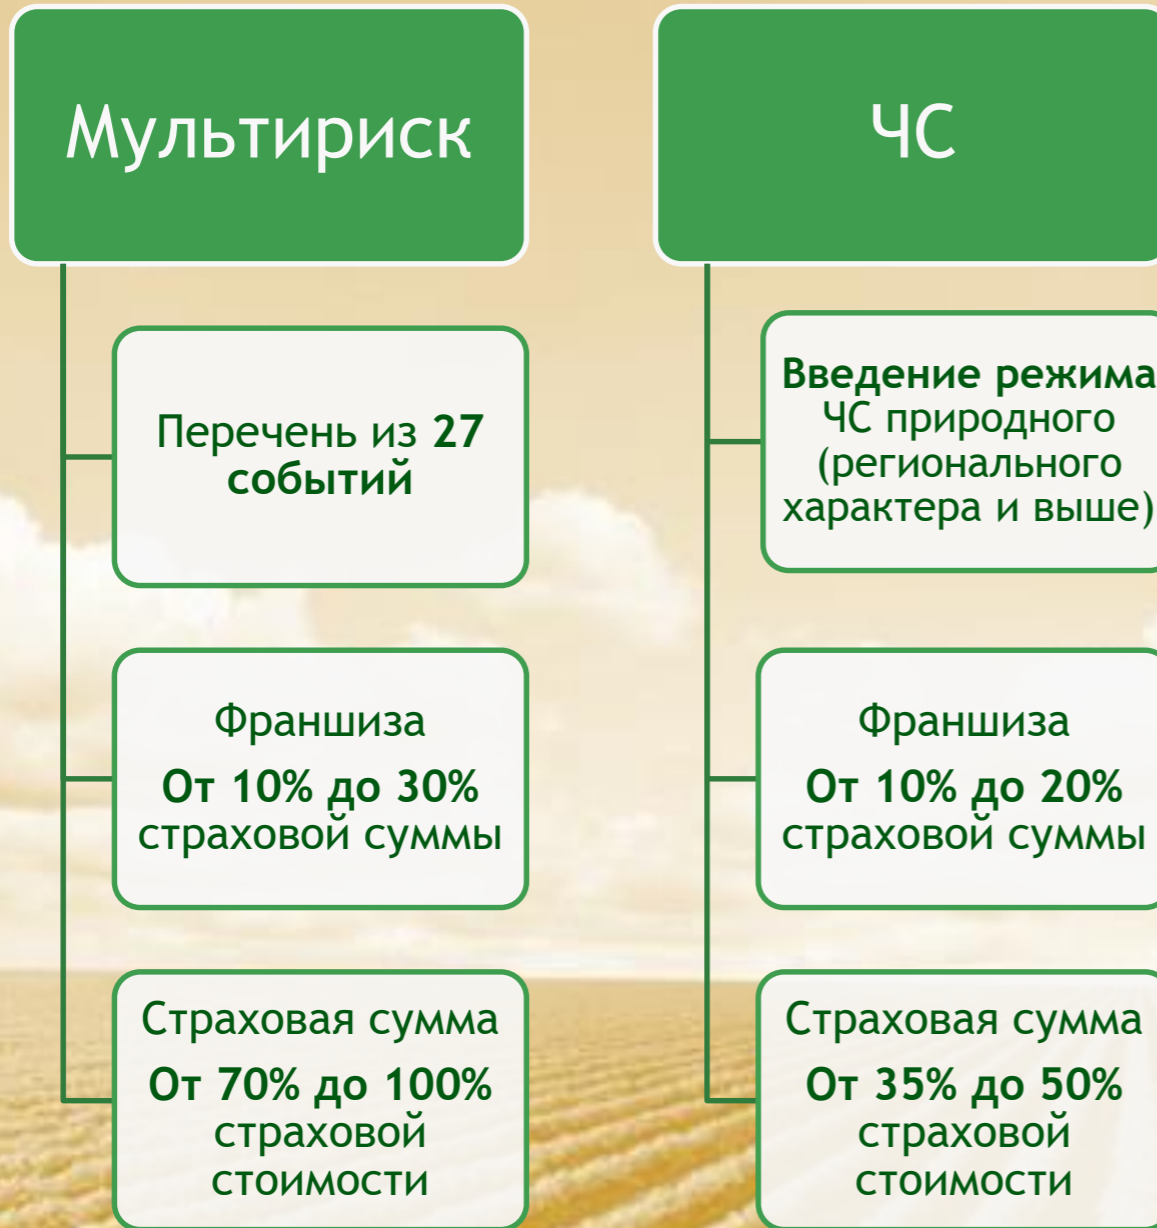 Мультириск
Перечень из 27
событий
Франшиза
От 10% до 30%
страховой суммы
Страховая сумма
От 70% до 100%
страховой
стоимости
ЧС
Введение режима
ЧС природного
(регионального
характера и выше)
Франшиза
От 10% до 20%
страховой суммы
Страховая сумма
От 35% до 50%
страховой
стоимости